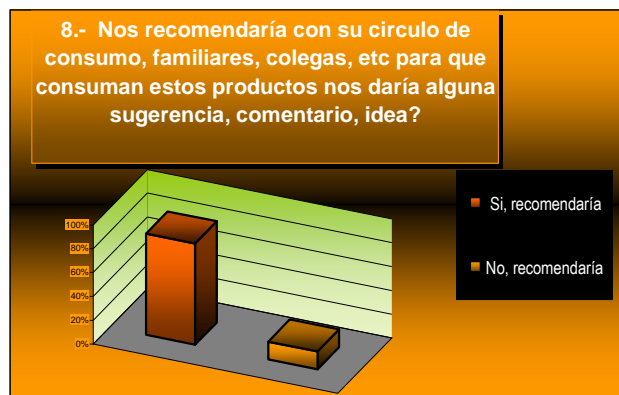 8.- Nos recomendaría con su circulo de
consumo, familiares, colegas, etc para que
consuman estos productos nos daría alguna
sugerencia, comentario, idea?
100%
80%
60%
40%
20%
0%
Si, recomendaría
No, recomendaría